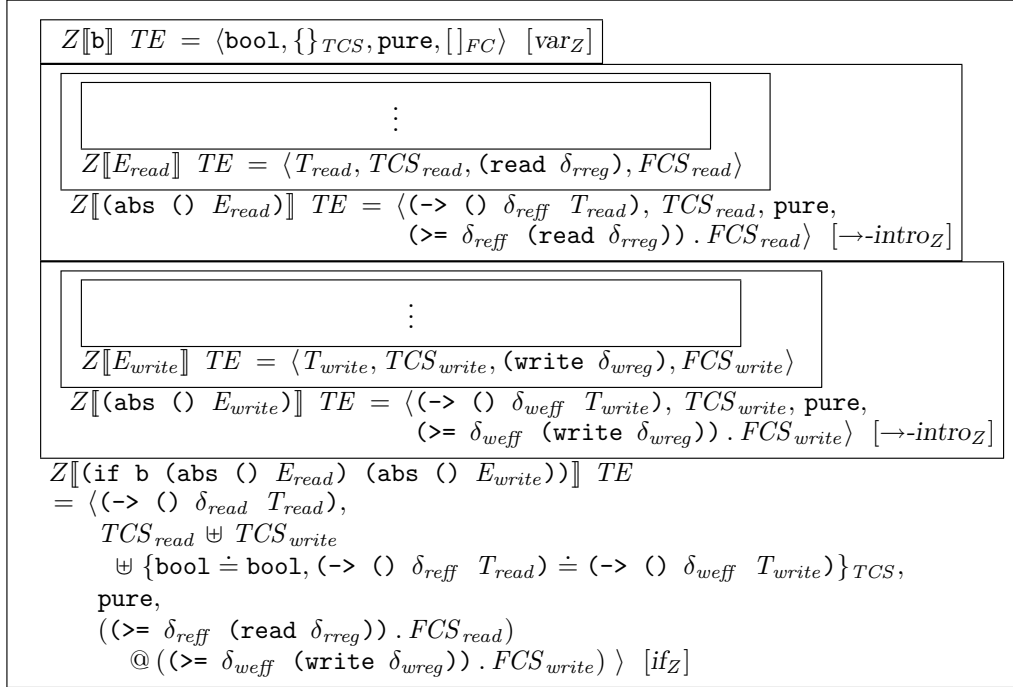 Z⟦b⟧ TE = ⟨bool, {}_TCS, pure, [ ]_FC⟩ [var_Z]
⋮
Z⟦E_read⟧ TE = ⟨T_read, TCS_read, (read δ_rreg), FCS_read⟩
Z⟦(abs () E_read)⟧ TE = ⟨(-> () δ_reff T_read), TCS_read, pure,
(>= δ_reff (read δ_rreg)) . FCS_read⟩ [→-intro_Z]
⋮
Z⟦E_write⟧ TE = ⟨T_write, TCS_write, (write δ_wreg), FCS_write⟩
Z⟦(abs () E_write)⟧ TE = ⟨(-> () δ_weff T_write), TCS_write, pure,
(>= δ_weff (write δ_wreg)) . FCS_write⟩ [→-intro_Z]
Z⟦(if b (abs () E_read) (abs () E_write))⟧ TE
= ⟨(-> () δ_read T_read),
TCS_read ⊎ TCS_write
⊎ {bool ≐ bool, (-> () δ_reff T_read) ≐ (-> () δ_weff T_write)}_TCS,
pure,
((>= δ_reff (read δ_rreg)) . FCS_read)
@ ((>= δ_weff (write δ_wreg)) . FCS_write) ⟩ [if_Z]